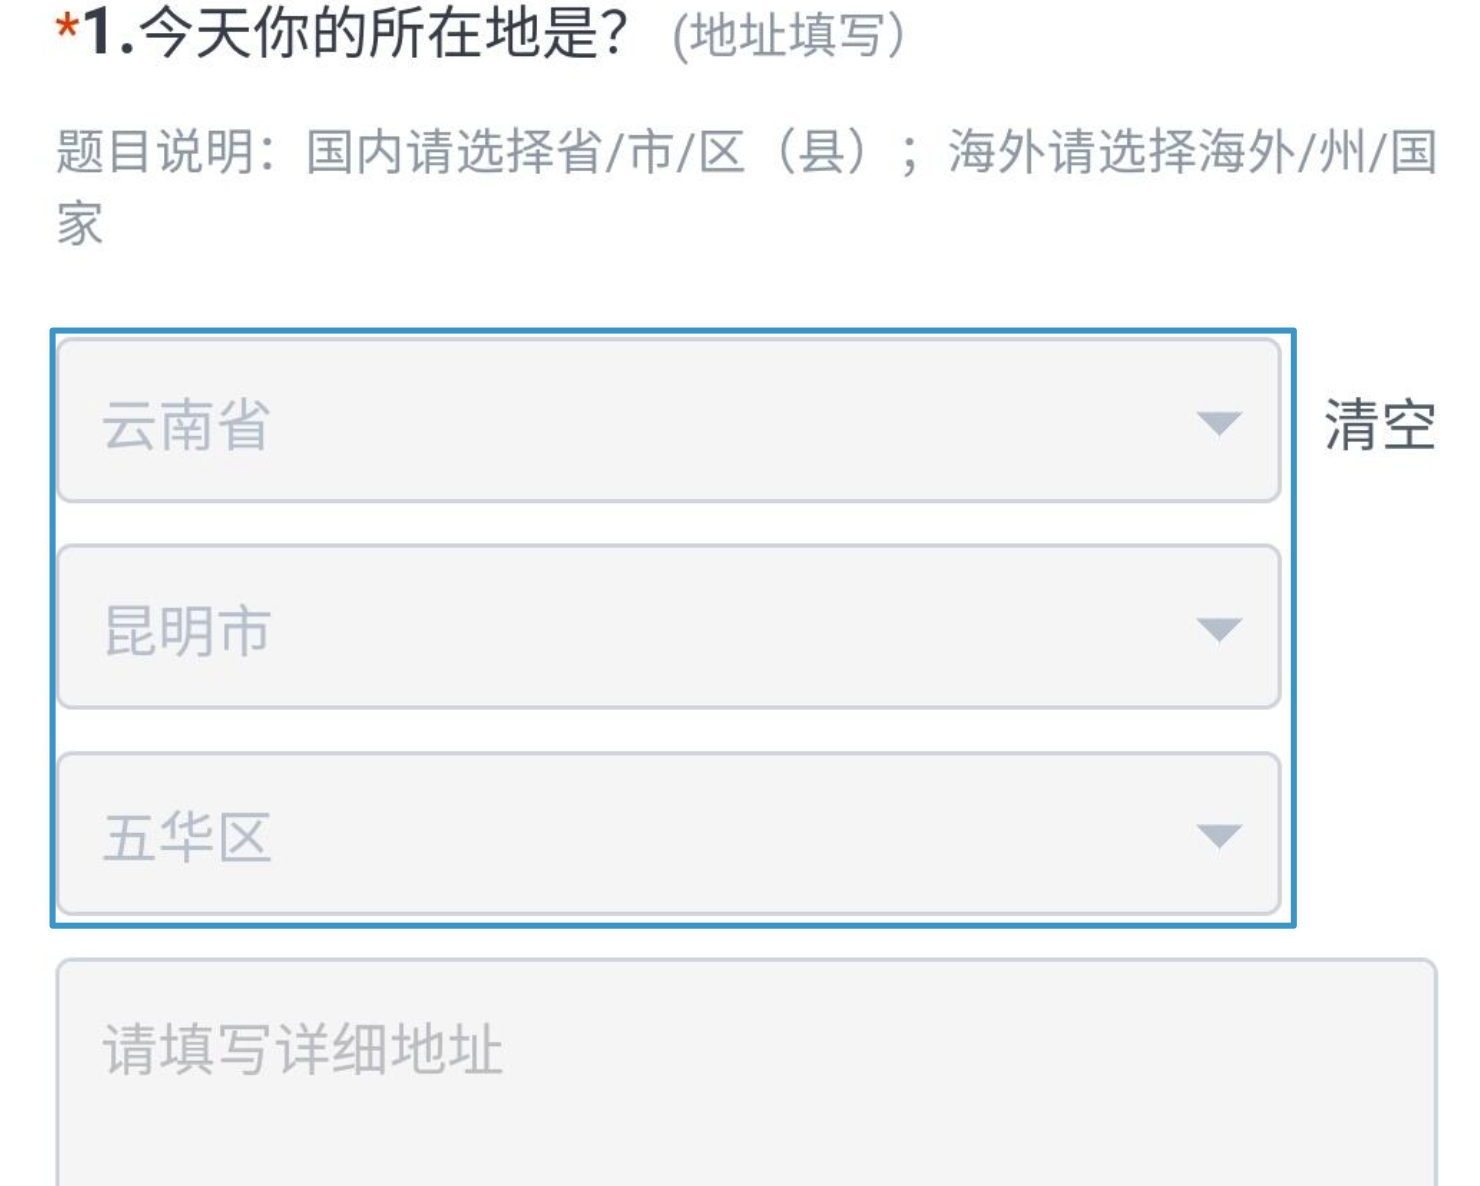 *1.今天你的所在地是？（地址填写）
题目说明：国内请选择省/市/区（县）；海外请选择海外/州/国
家
云南省
清空
昆明市
五华区
请填写详细地址